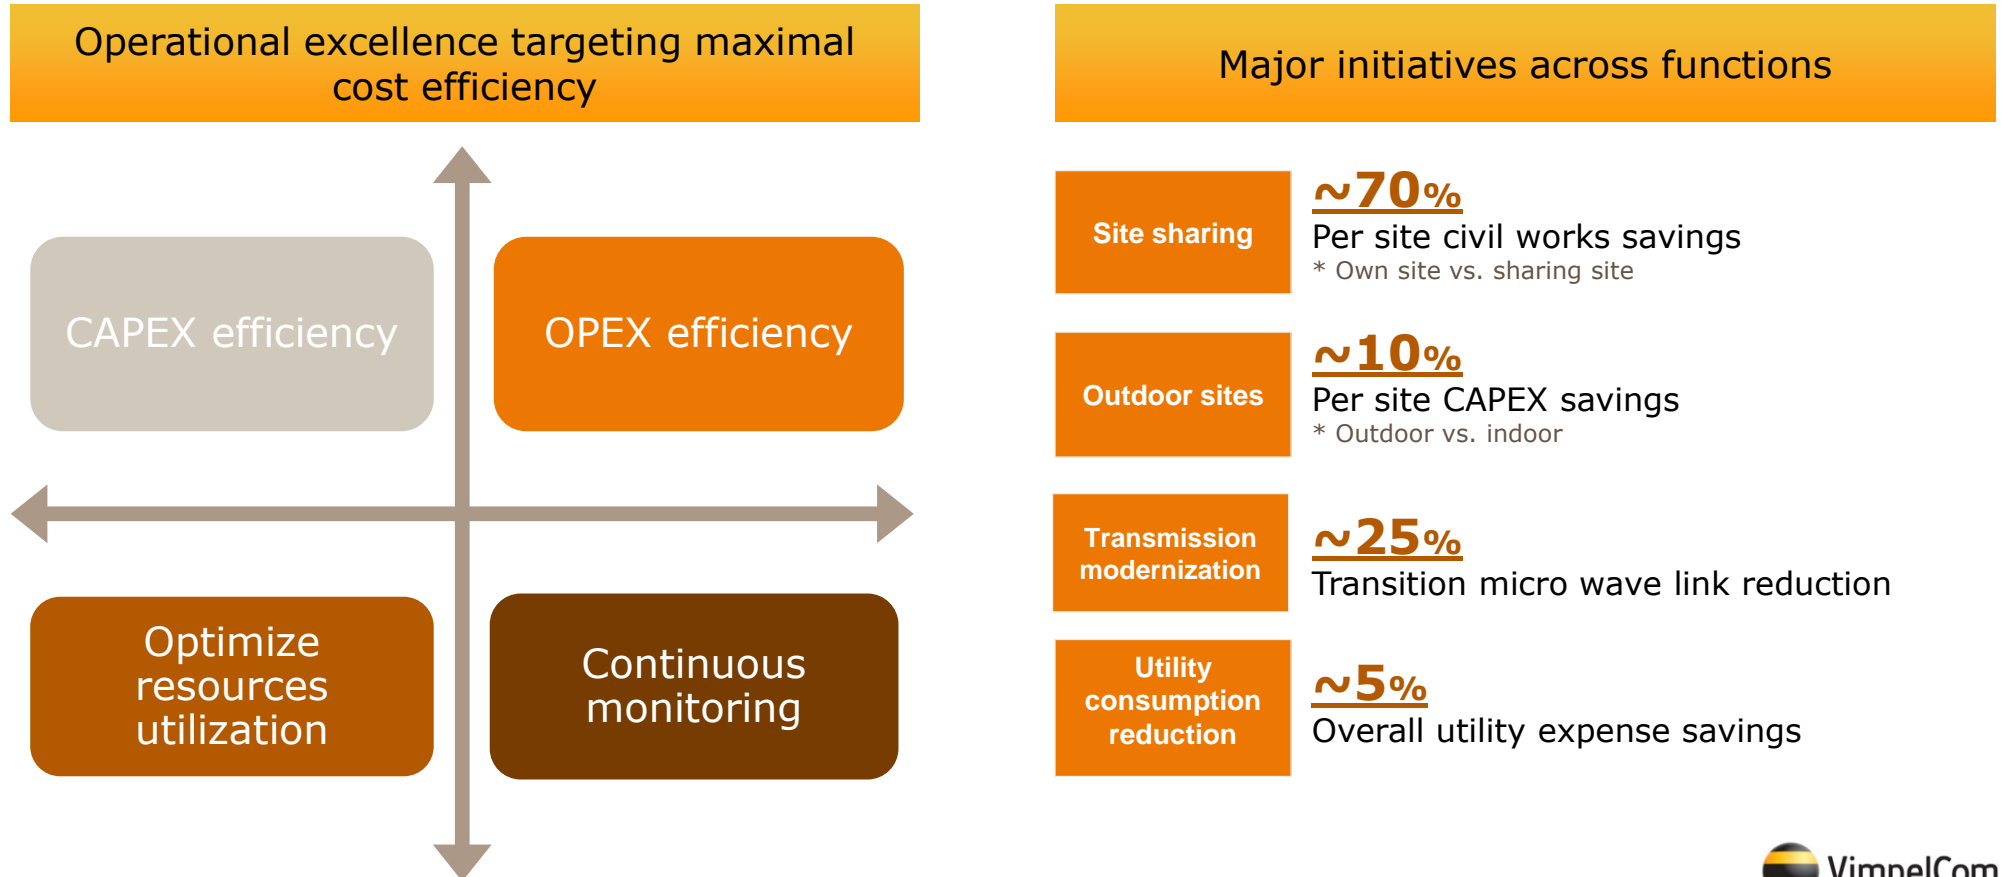 Operational excellence targeting maximal
cost efficiency
CAPEX efficiency
OPEX efficiency
Optimize
resources
utilization
Continuous
monitoring
Major initiatives across functions
Site sharing
~70%
Per site civil works savings
* Own site vs. sharing site
Outdoor sites
~10%
Per site CAPEX savings
* Outdoor vs. indoor
Transmission
modernization
~25%
Transition micro wave link reduction
Utility
consumption
reduction
~5%
Overall utility expense savings
VimpelCom